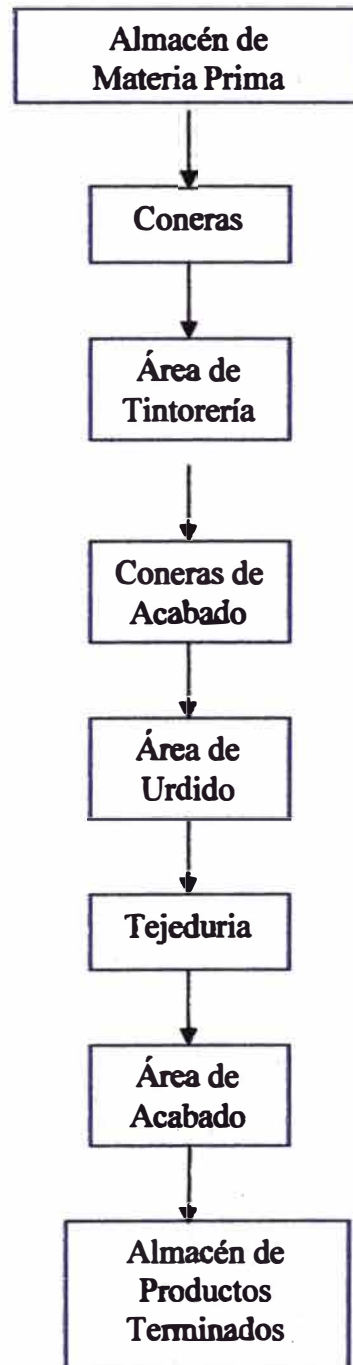 Almacén de
Materia Prima
Coneras
Área de
Tintorería
Coneras de
Acabado
Área de
Urdido
Tejeduria
Área de
Acabado
Almacén de
Productos
Terminados